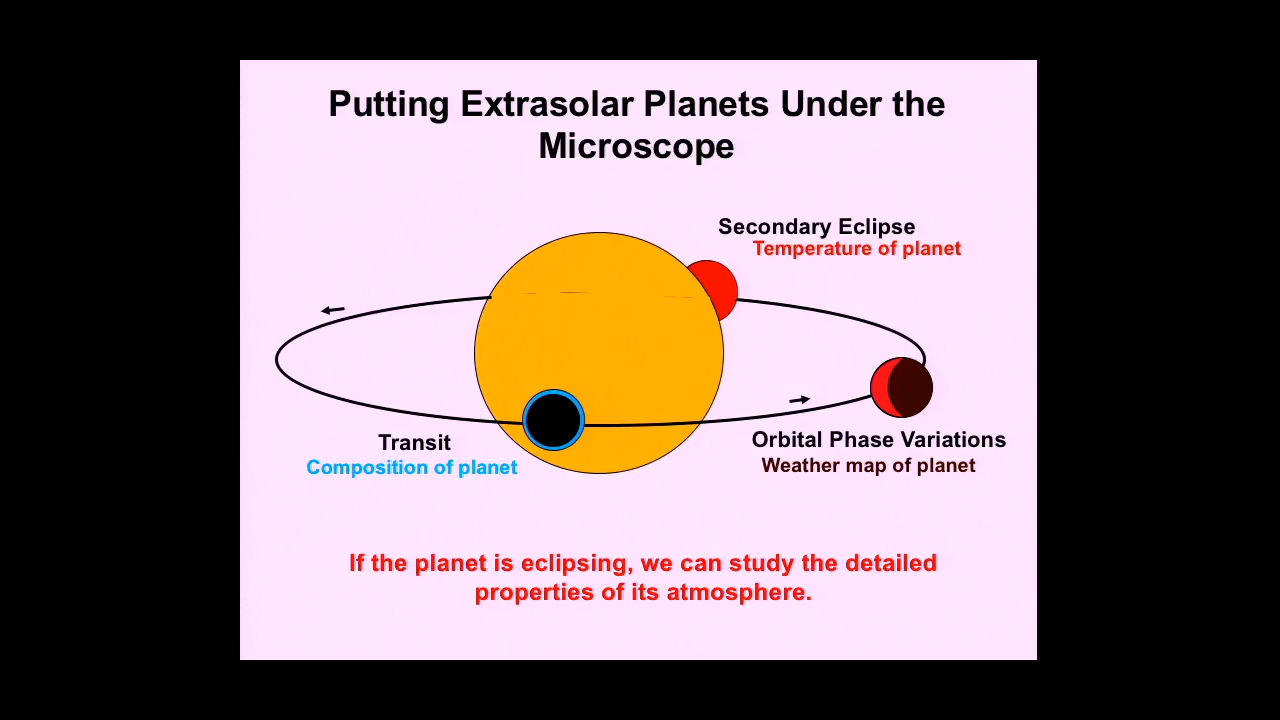 Putting Extrasolar Planets Under the
Microscope
Secondary Eclipse
Temperature of planet
Transit
Composition of planet
Orbital Phase Variations
Weather map of planet
If the planet is eclipsing, we can study the detailed
properties of its atmosphere.